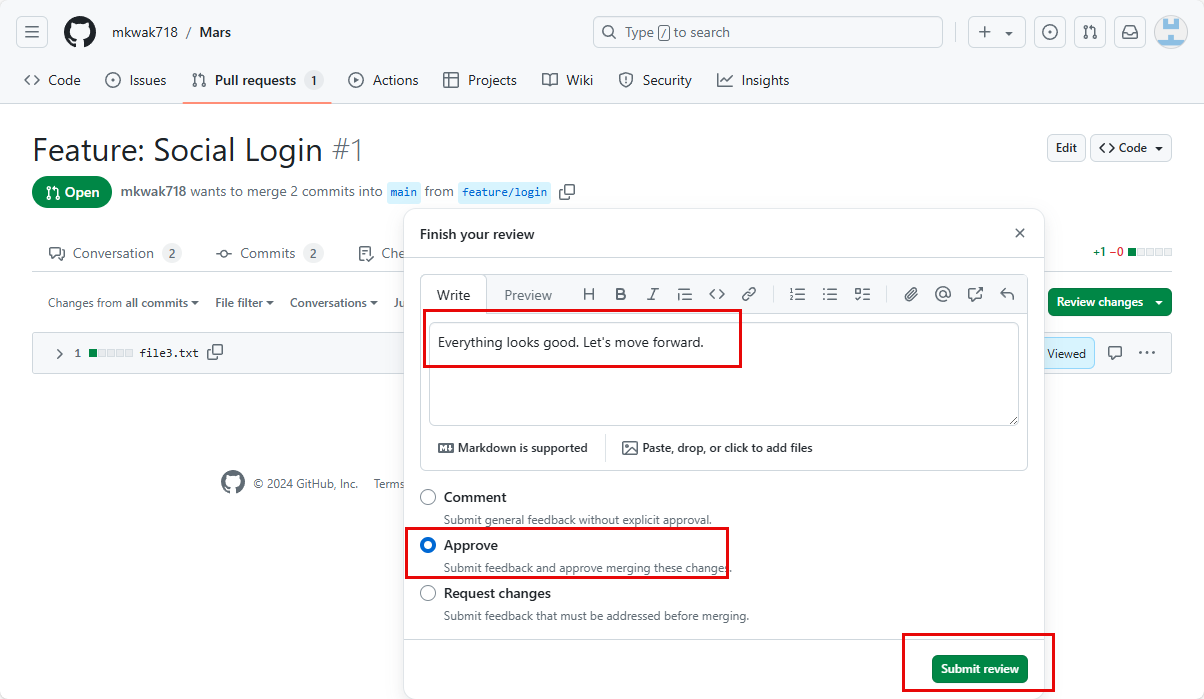 mkwak718 / Mars
Type / to search
Code Issues Pull requests 1 Actions Projects Wiki Security Insights
Feature: Social Login #1
Edit Code
Open mkwak718 wants to merge 2 commits into main from feature/login
Finish your review
Conversation 2 Commits 2 Che
+1 −0
Changes from all commits File filter Conversations Ju
Review changes
Write Preview
1 file3.txt
Viewed
Everything looks good. Let's move forward.
Markdown is supported Paste, drop, or click to add files
© 2024 GitHub, Inc. Terms
Comment
Submit general feedback without explicit approval.
Approve
Submit feedback and approve merging these changes.
Request changes
Submit feedback that must be addressed before merging.
Submit review